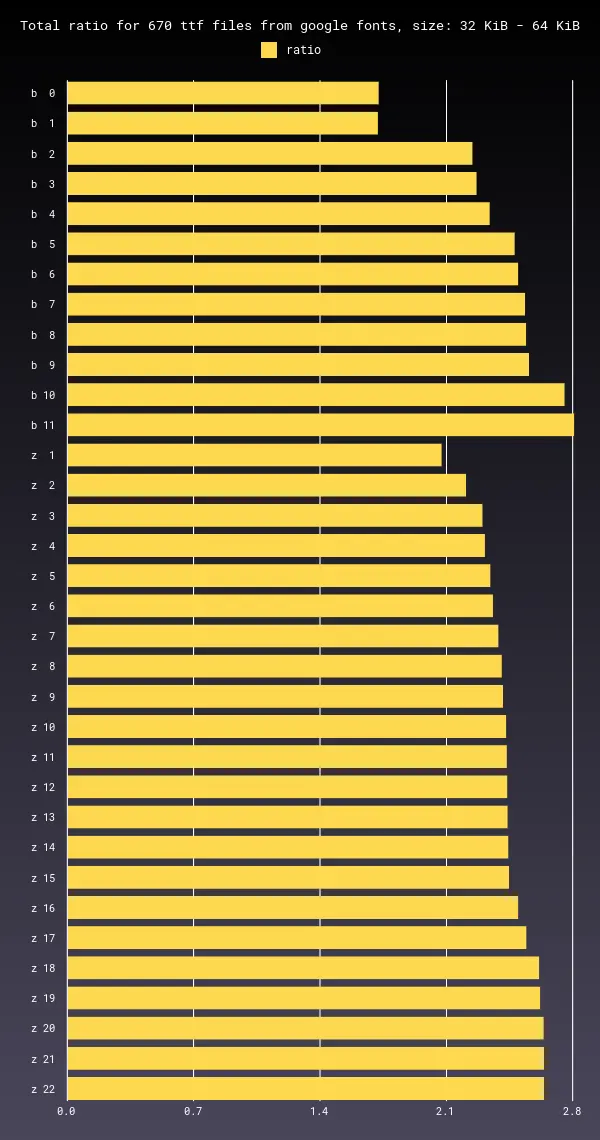 Total ratio for 670 ttf files from google fonts, size: 32 KiB - 64 KiB
ratio
b 0
b 1
b 2
b 3
b 4
b 5
b 6
b 7
b 8
b 9
b 10
b 11
z 1
z 2
z 3
z 4
z 5
z 6
z 7
z 8
z 9
z 10
z 11
z 12
z 13
z 14
z 15
z 16
z 17
z 18
z 19
z 20
z 21
z 22
0.0 0.7 1.4 2.1 2.8